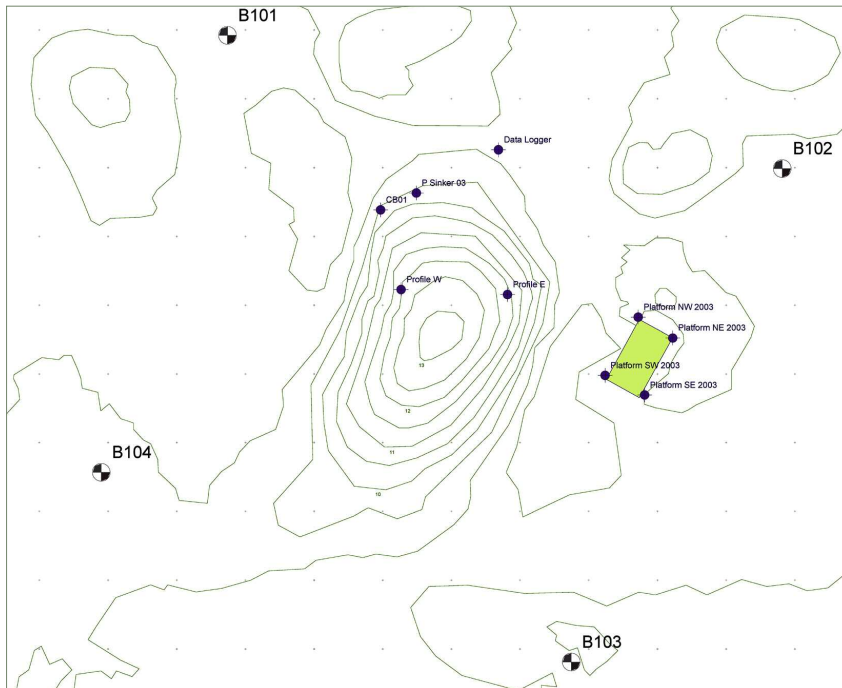 B101
Data Logger
B102
P Sinker 03
CB01
Profile W
Profile E
Platform NW 2003
Platform NE 2003
Platform SW 2003
Platform SE 2003
13
12
11
10
B104
B103